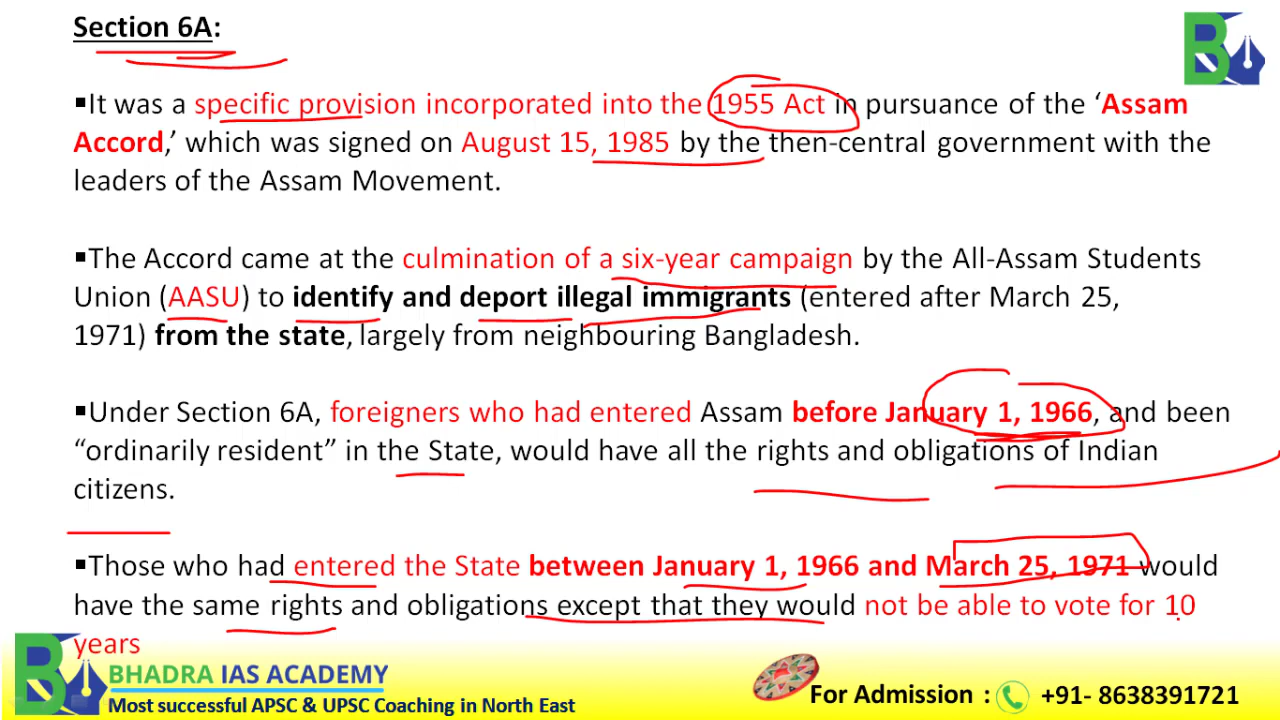 Section 6A:
▪It was a specific provision incorporated into the 1955 Act in pursuance of the ‘Assam
Accord,’ which was signed on August 15, 1985 by the then-central government with the
leaders of the Assam Movement.
▪The Accord came at the culmination of a six-year campaign by the All-Assam Students
Union (AASU) to identify and deport illegal immigrants (entered after March 25,
1971) from the state, largely from neighbouring Bangladesh.
▪Under Section 6A, foreigners who had entered Assam before January 1, 1966, and been
“ordinarily resident” in the State, would have all the rights and obligations of Indian
citizens.
▪Those who had entered the State between January 1, 1966 and March 25, 1971 would
have the same rights and obligations except that they would not be able to vote for 10
years
BHADRA IAS ACADEMY
Most successful APSC & UPSC Coaching in North East
For Admission : +91- 8638391721